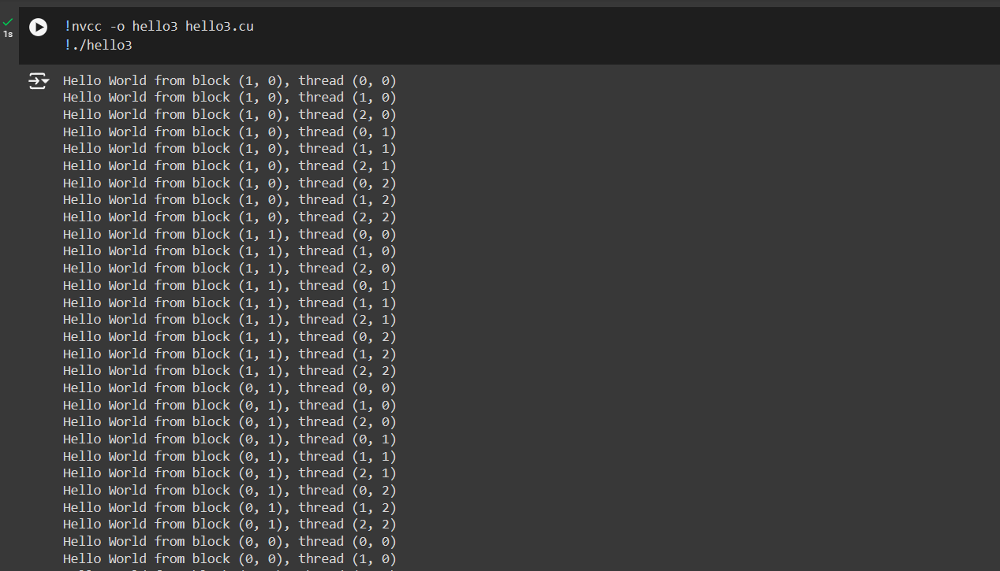 !nvcc -o hello3 hello3.cu
1s
!./hello3
Hello World from block (1, 0), thread (0, 0)
Hello World from block (1, 0), thread (1, 0)
Hello World from block (1, 0), thread (2, 0)
Hello World from block (1, 0), thread (0, 1)
Hello World from block (1, 0), thread (1, 1)
Hello World from block (1, 0), thread (2, 1)
Hello World from block (1, 0), thread (0, 2)
Hello World from block (1, 0), thread (1, 2)
Hello World from block (1, 0), thread (2, 2)
Hello World from block (1, 1), thread (0, 0)
Hello World from block (1, 1), thread (1, 0)
Hello World from block (1, 1), thread (2, 0)
Hello World from block (1, 1), thread (0, 1)
Hello World from block (1, 1), thread (1, 1)
Hello World from block (1, 1), thread (2, 1)
Hello World from block (1, 1), thread (0, 2)
Hello World from block (1, 1), thread (1, 2)
Hello World from block (1, 1), thread (2, 2)
Hello World from block (0, 1), thread (0, 0)
Hello World from block (0, 1), thread (1, 0)
Hello World from block (0, 1), thread (2, 0)
Hello World from block (0, 1), thread (0, 1)
Hello World from block (0, 1), thread (1, 1)
Hello World from block (0, 1), thread (2, 1)
Hello World from block (0, 1), thread (0, 2)
Hello World from block (0, 1), thread (1, 2)
Hello World from block (0, 1), thread (2, 2)
Hello World from block (0, 0), thread (0, 0)
Hello World from block (0, 0), thread (1, 0)